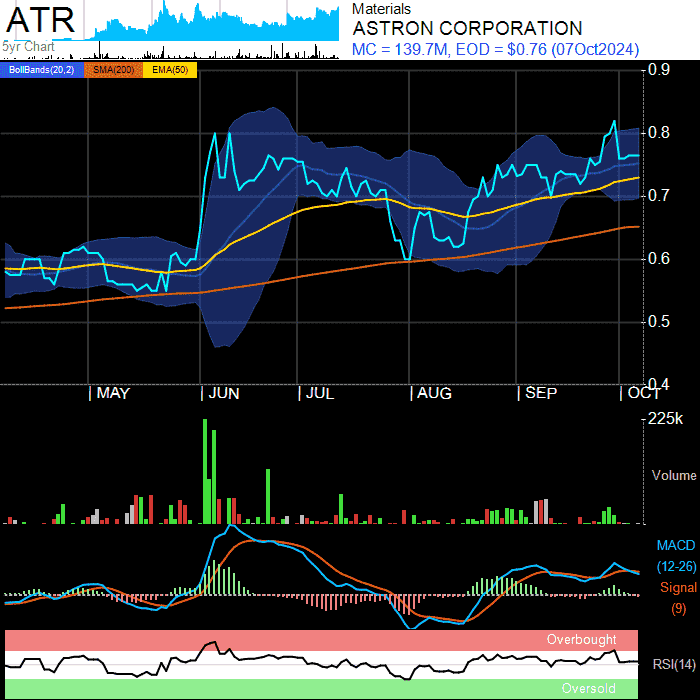 ATR
5yr Chart
Materials
ASTRON CORPORATION
MC = 139.7M, EOD = $0.76 (07Oct2024)
BollBands(20,2) SMA(200) EMA(50)
0.9
0.8
0.7
0.6
0.5
0.4
| MAY | JUN | JUL | AUG | SEP | OCT
225k
Volume
MACD
(12-26)
Signal
(9)
Overbought
RSI(14)
Oversold